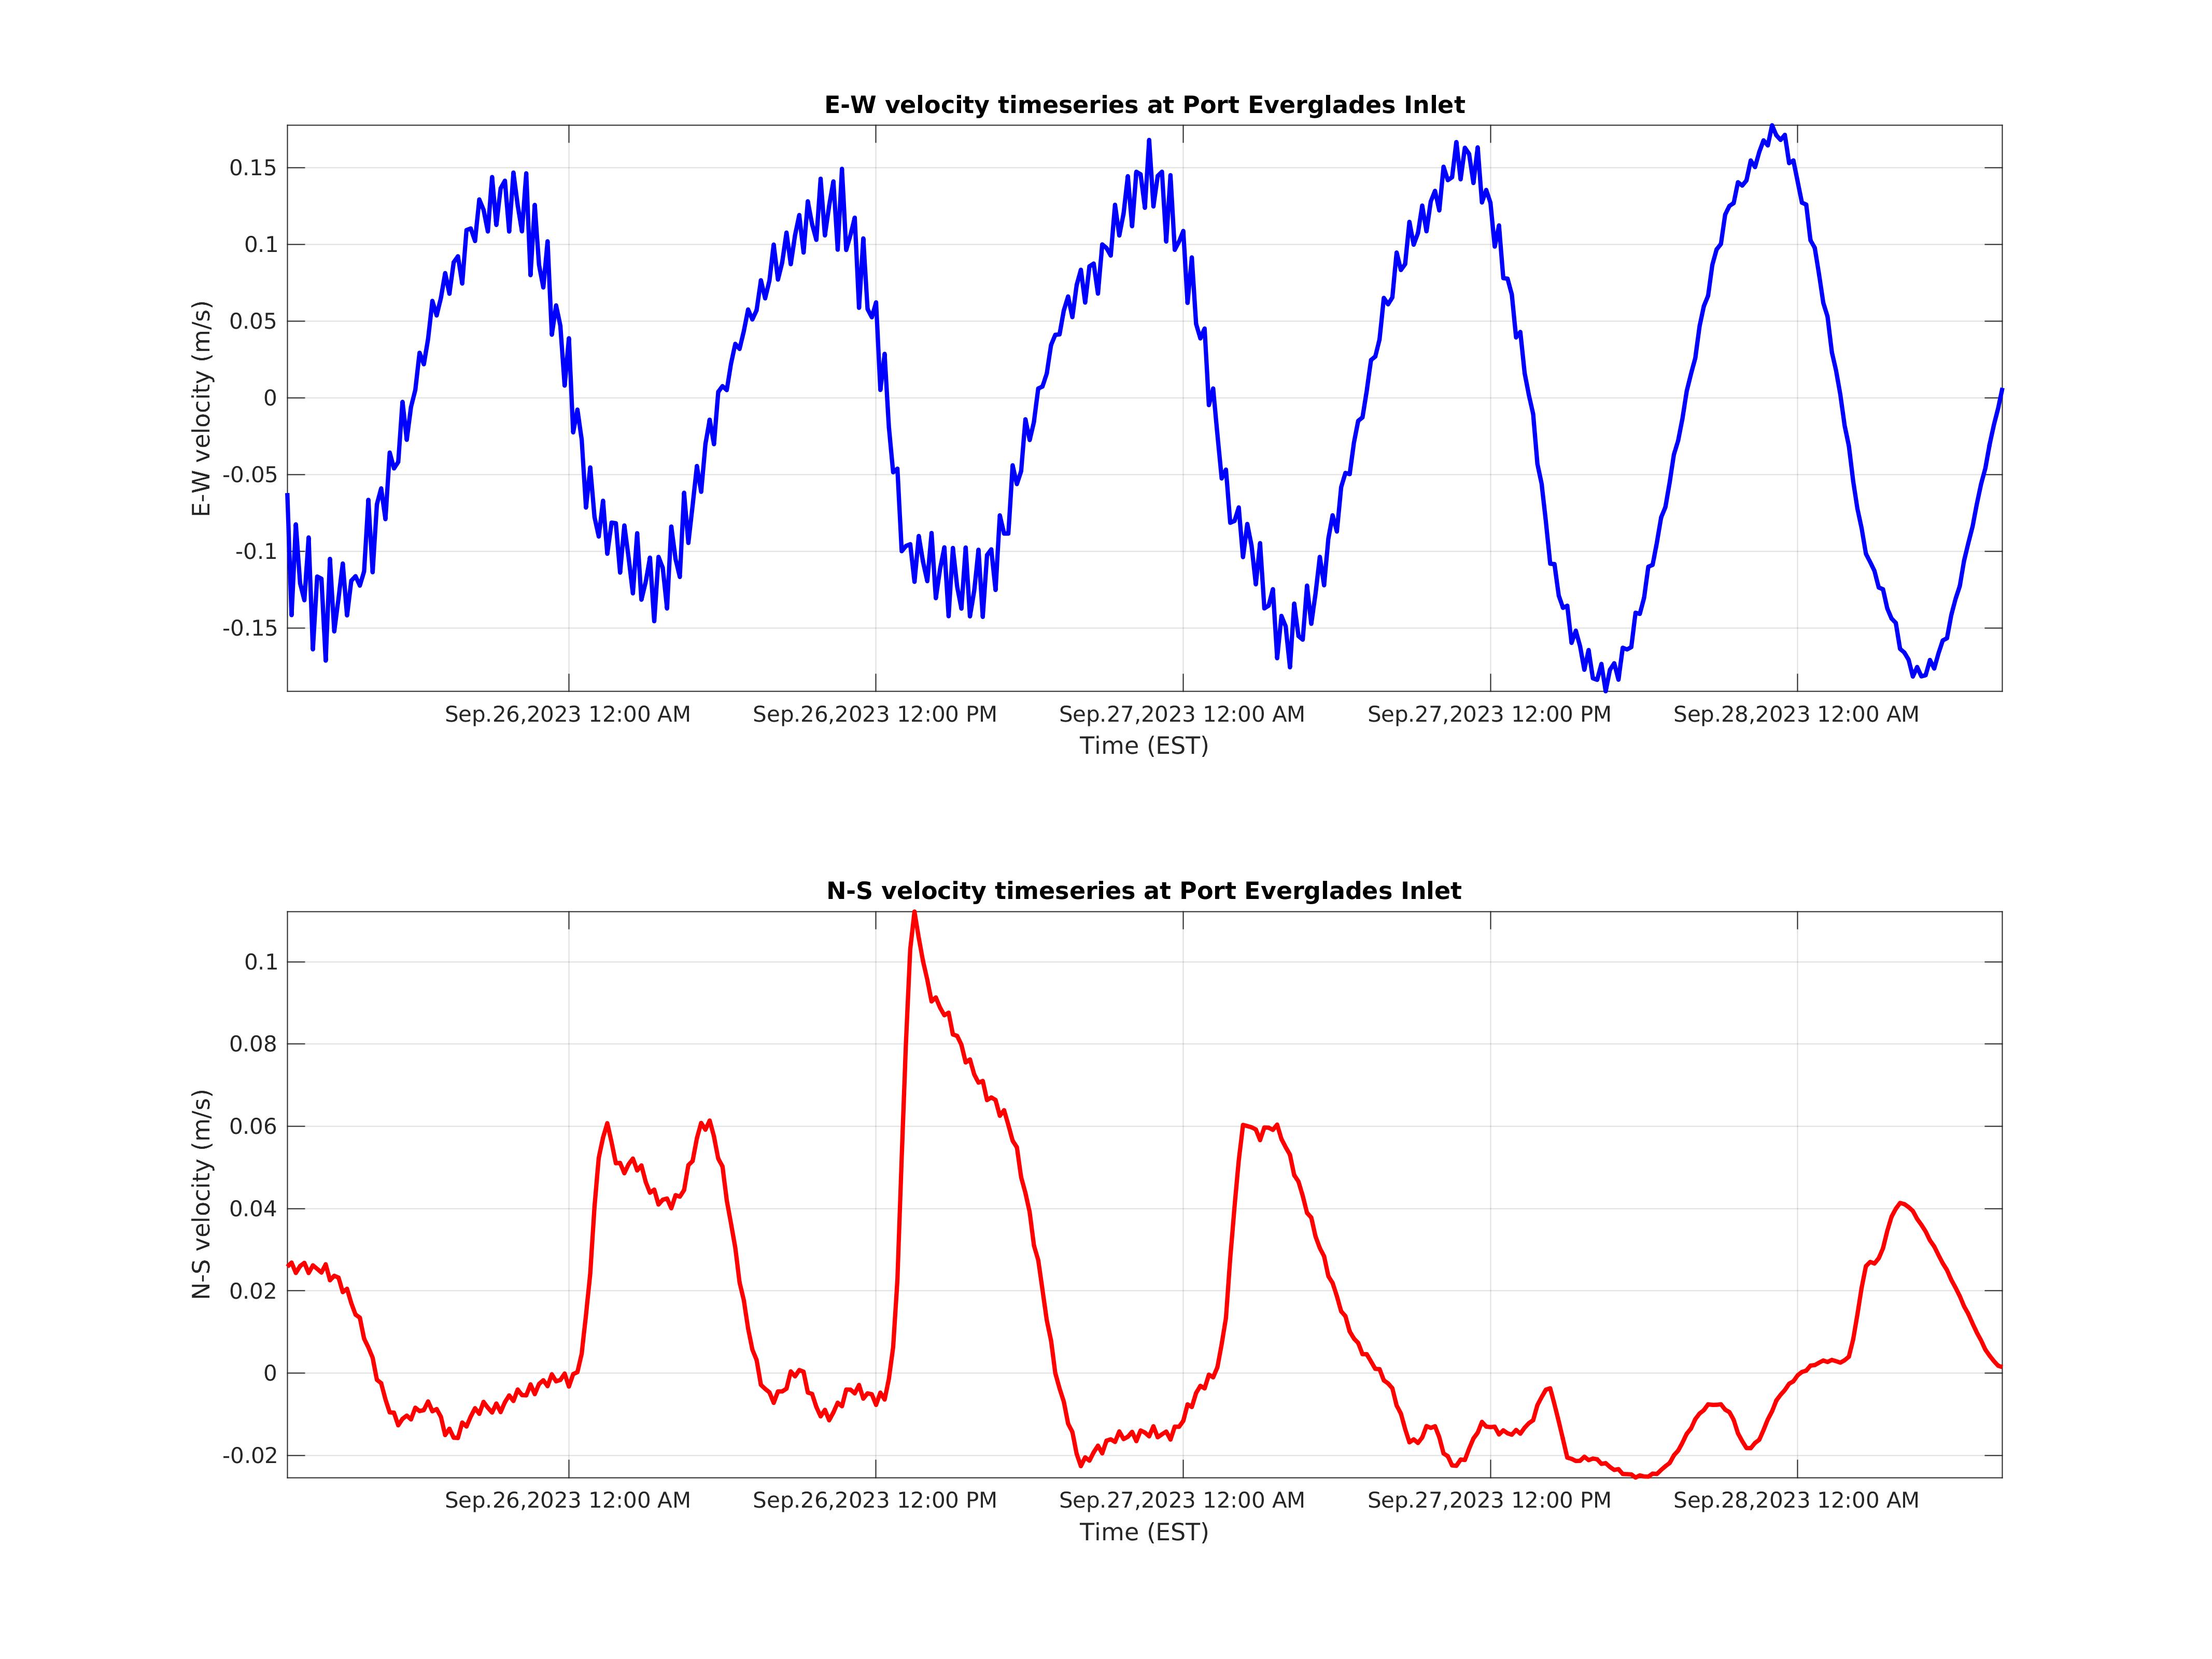 E-W velocity timeseries at Port Everglades Inlet
E-W velocity (m/s)
0.15
0.1
0.05
0
-0.05
-0.1
-0.15
Sep.26,2023 12:00 AM Sep.26,2023 12:00 PM Sep.27,2023 12:00 AM Sep.27,2023 12:00 PM Sep.28,2023 12:00 AM
Time (EST)
N-S velocity timeseries at Port Everglades Inlet
N-S velocity (m/s)
0.1
0.08
0.06
0.04
0.02
0
-0.02
Sep.26,2023 12:00 AM Sep.26,2023 12:00 PM Sep.27,2023 12:00 AM Sep.27,2023 12:00 PM Sep.28,2023 12:00 AM
Time (EST)